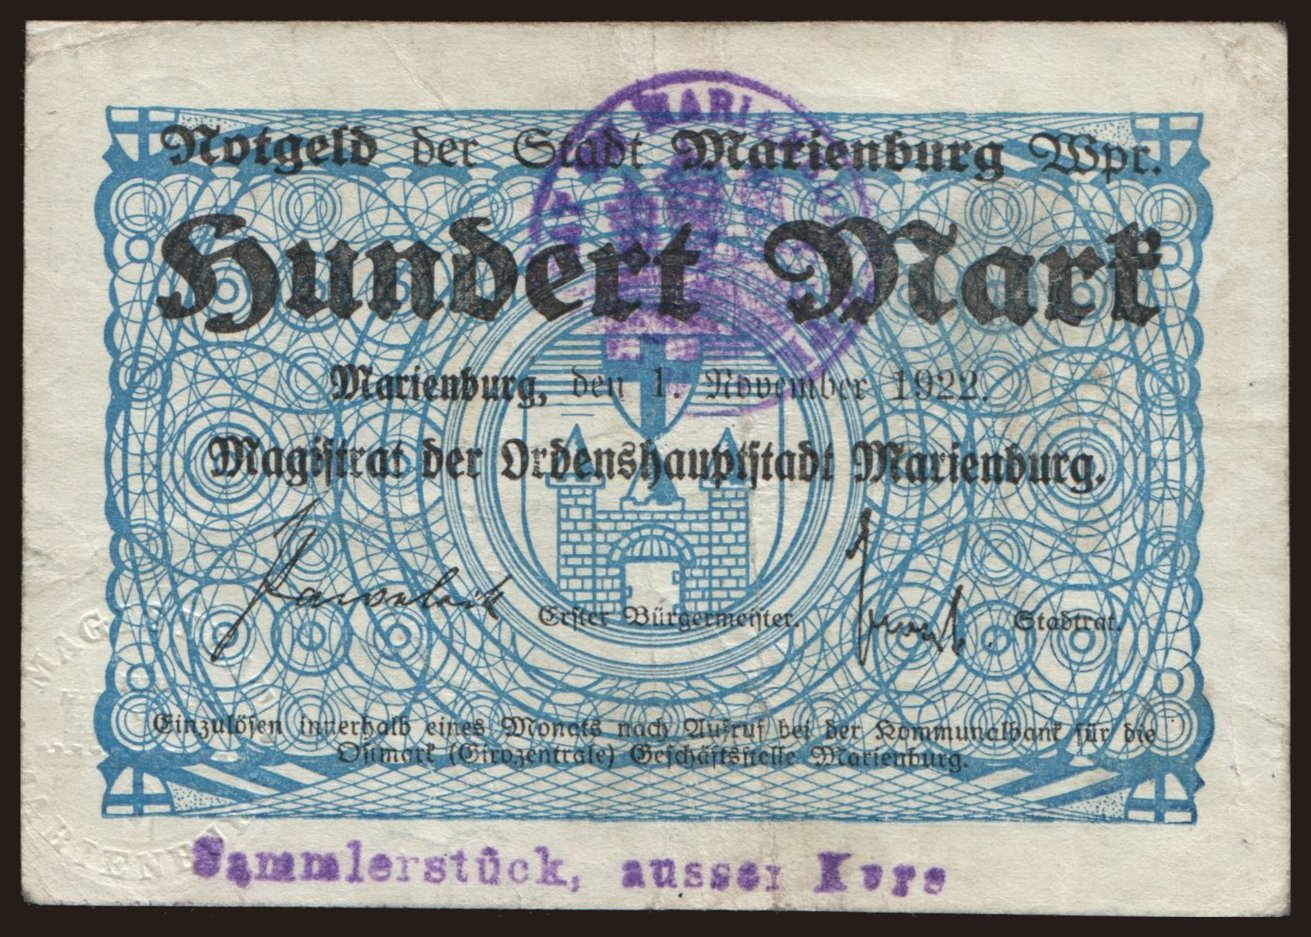 Notgeld der Stadt Marienburg Wpr.
Hundert Mark
Marienburg, den 1. November 1922.
Magistrat der Ordenshauptstadt Marienburg.
Erster Bürgermeister. Stadtrat.
Einzulösen innerhalb eines Monats nach Aufruf bei der Kommunalbank für die
Ostmark (Girozentrale) Geschäftsstelle Marienburg.
Sammlerstück, ausser Kurs